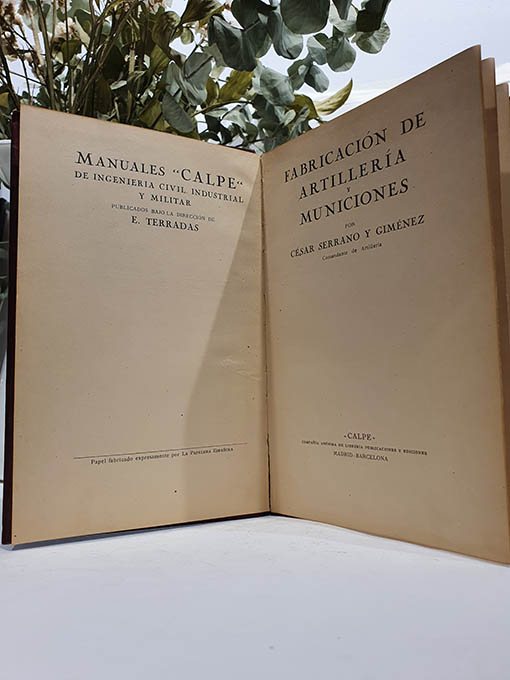 MANUALES "CALPE"
DE INGENIERIA CIVIL INDUSTRIAL
Y MILITAR
PUBLICADOS BAJO LA DIRECCIÓN DE
E. TERRADAS
Papel fabricado expresamente por La Papelera Española
FABRICACIÓN DE
ARTILLERÍA
Y
MUNICIONES
POR
CÉSAR SERRANO Y GIMÉNEZ
Comandante de Artillería
-CALPE-
COMPAÑIA ANÓNIMA DE LIBRERIA PUBLICACIONES Y EDICIONES
MADRID-BARCELONA